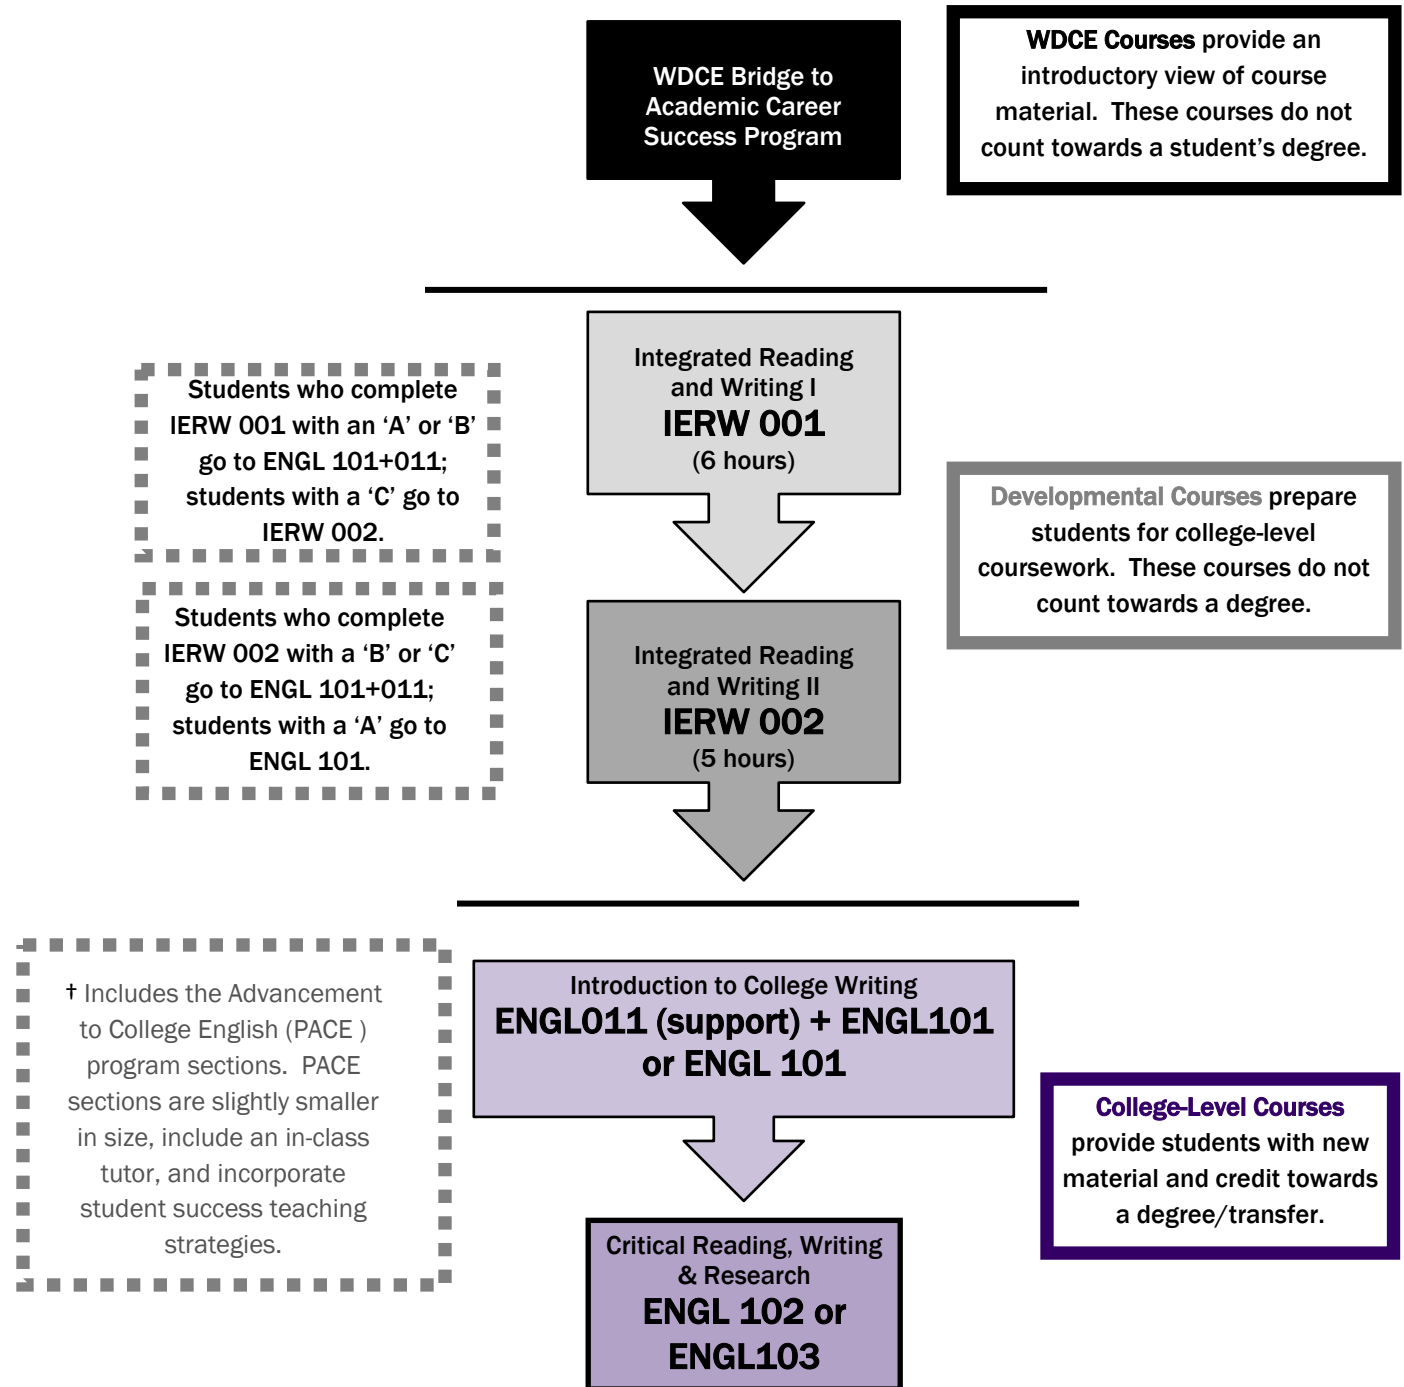 WDCE Bridge to
Academic Career
Success Program
WDCE Courses provide an
introductory view of course
material.  These courses do not
count towards a student’s degree.
Integrated Reading
and Writing I
IERW 001
(6 hours)
Students who complete
IERW 001 with an ‘A’ or ‘B’
go to ENGL 101+011;
students with a ‘C’ go to
IERW 002.
Developmental Courses prepare
students for college-level
coursework.  These courses do not
count towards a degree.
Students who complete
IERW 002 with a ‘B’ or ‘C’
go to ENGL 101+011;
students with a ‘A’ go to
ENGL 101.
Integrated Reading
and Writing II
IERW 002
(5 hours)
† Includes the Advancement
to College English (PACE )
program sections.  PACE
sections are slightly smaller
in size, include an in-class
tutor, and incorporate
student success teaching
strategies.
Introduction to College Writing
ENGL011 (support) + ENGL101
or ENGL 101
College-Level Courses
provide students with new
material and credit towards
a degree/transfer.
Critical Reading, Writing
& Research
ENGL 102 or
ENGL103